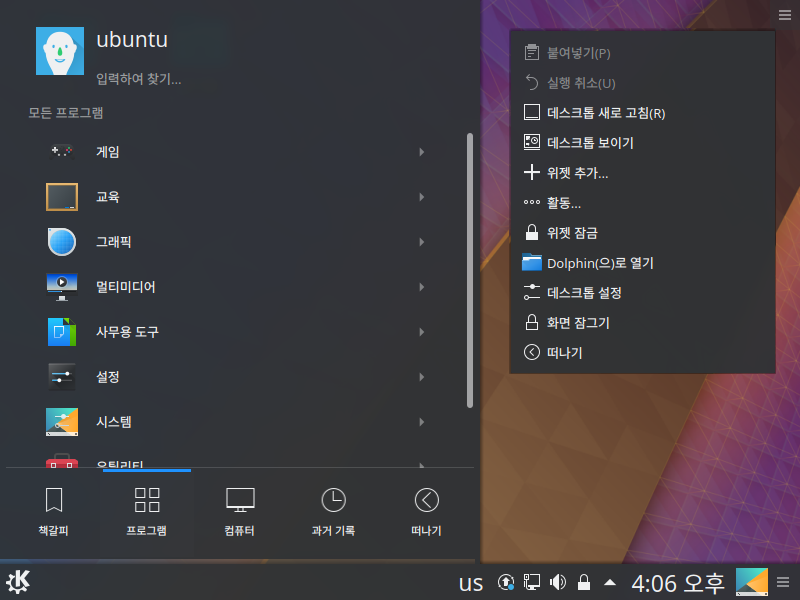 ubuntu
입력하여 찾기...
모든 프로그램
게임
교육
그래픽
멀티미디어
사무용 도구
설정
시스템
유틸리티
책갈피
프로그램
컴퓨터
과거 기록
떠나기
붙여넣기(P)
실행 취소(U)
데스크톱 새로 고침(R)
데스크톱 보이기
위젯 추가...
활동...
위젯 잠금
Dolphin(으)로 열기
데스크톱 설정
화면 잠그기
떠나기
us
4:06 오후